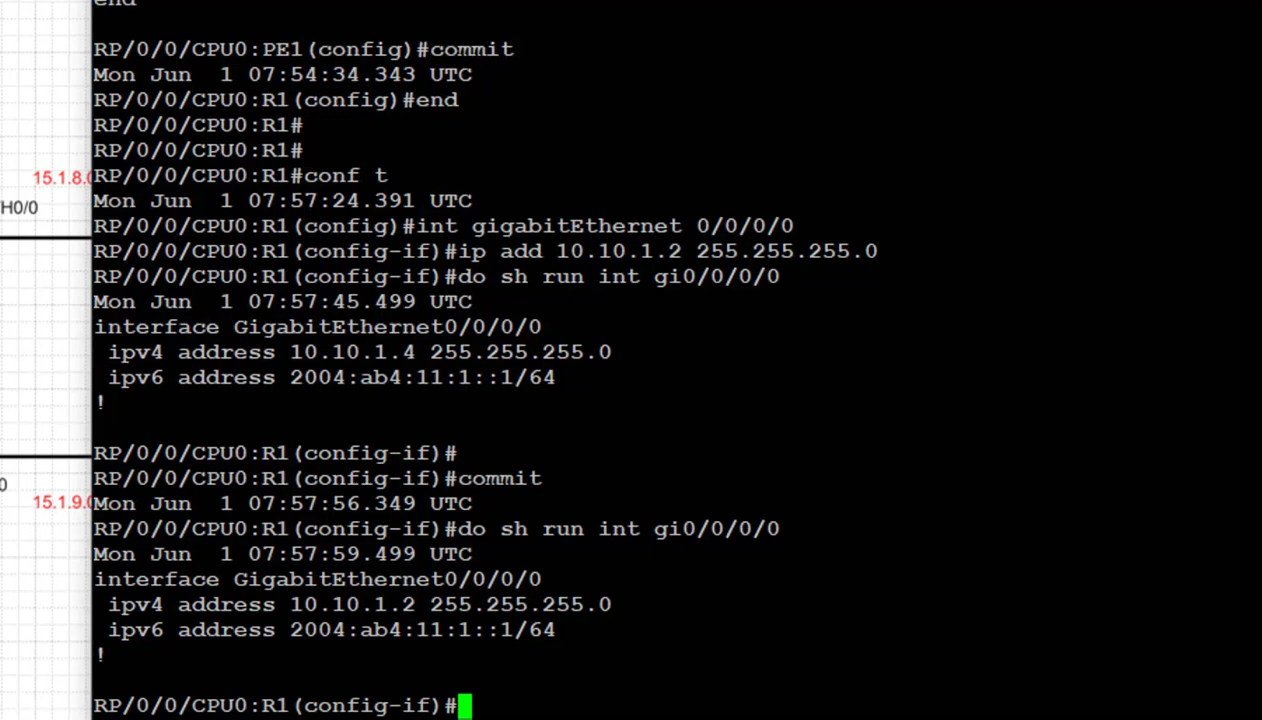 end
RP/0/0/CPU0:PE1(config)#commit
Mon Jun  1 07:54:34.343 UTC
RP/0/0/CPU0:R1(config)#end
RP/0/0/CPU0:R1#
RP/0/0/CPU0:R1#
RP/0/0/CPU0:R1#conf t
15.1.8.
Mon Jun  1 07:57:24.391 UTC
H0/0
RP/0/0/CPU0:R1(config)#int gigabitEthernet 0/0/0/0
RP/0/0/CPU0:R1(config-if)#ip add 10.10.1.2 255.255.255.0
RP/0/0/CPU0:R1(config-if)#do sh run int gi0/0/0/0
Mon Jun  1 07:57:45.499 UTC
interface GigabitEthernet0/0/0/0
 ipv4 address 10.10.1.4 255.255.255.0
 ipv6 address 2004:ab4:11:1::1/64
!
RP/0/0/CPU0:R1(config-if)#
RP/0/0/CPU0:R1(config-if)#commit
0
15.1.9.
Mon Jun  1 07:57:56.349 UTC
RP/0/0/CPU0:R1(config-if)#do sh run int gi0/0/0/0
Mon Jun  1 07:57:59.499 UTC
interface GigabitEthernet0/0/0/0
 ipv4 address 10.10.1.2 255.255.255.0
 ipv6 address 2004:ab4:11:1::1/64
!
RP/0/0/CPU0:R1(config-if)#